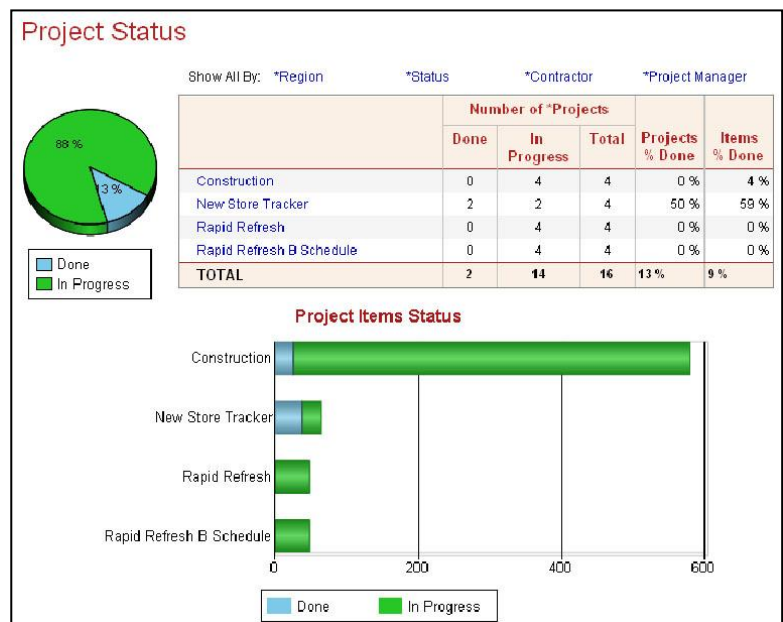 Project Status
Show All By: *Region *Status *Contractor *Project Manager
88 %
13 %
Done
In Progress
Number of *Projects
Done In Progress Total Projects % Done Items % Done
Construction 0 4 4 0 % 4 %
New Store Tracker 2 2 4 50 % 59 %
Rapid Refresh 0 4 4 0 % 0 %
Rapid Refresh B Schedule 0 4 4 0 % 0 %
TOTAL 2 14 16 13 % 9 %
Project Items Status
Construction
New Store Tracker
Rapid Refresh
Rapid Refresh B Schedule
0 200 400 600
Done In Progress